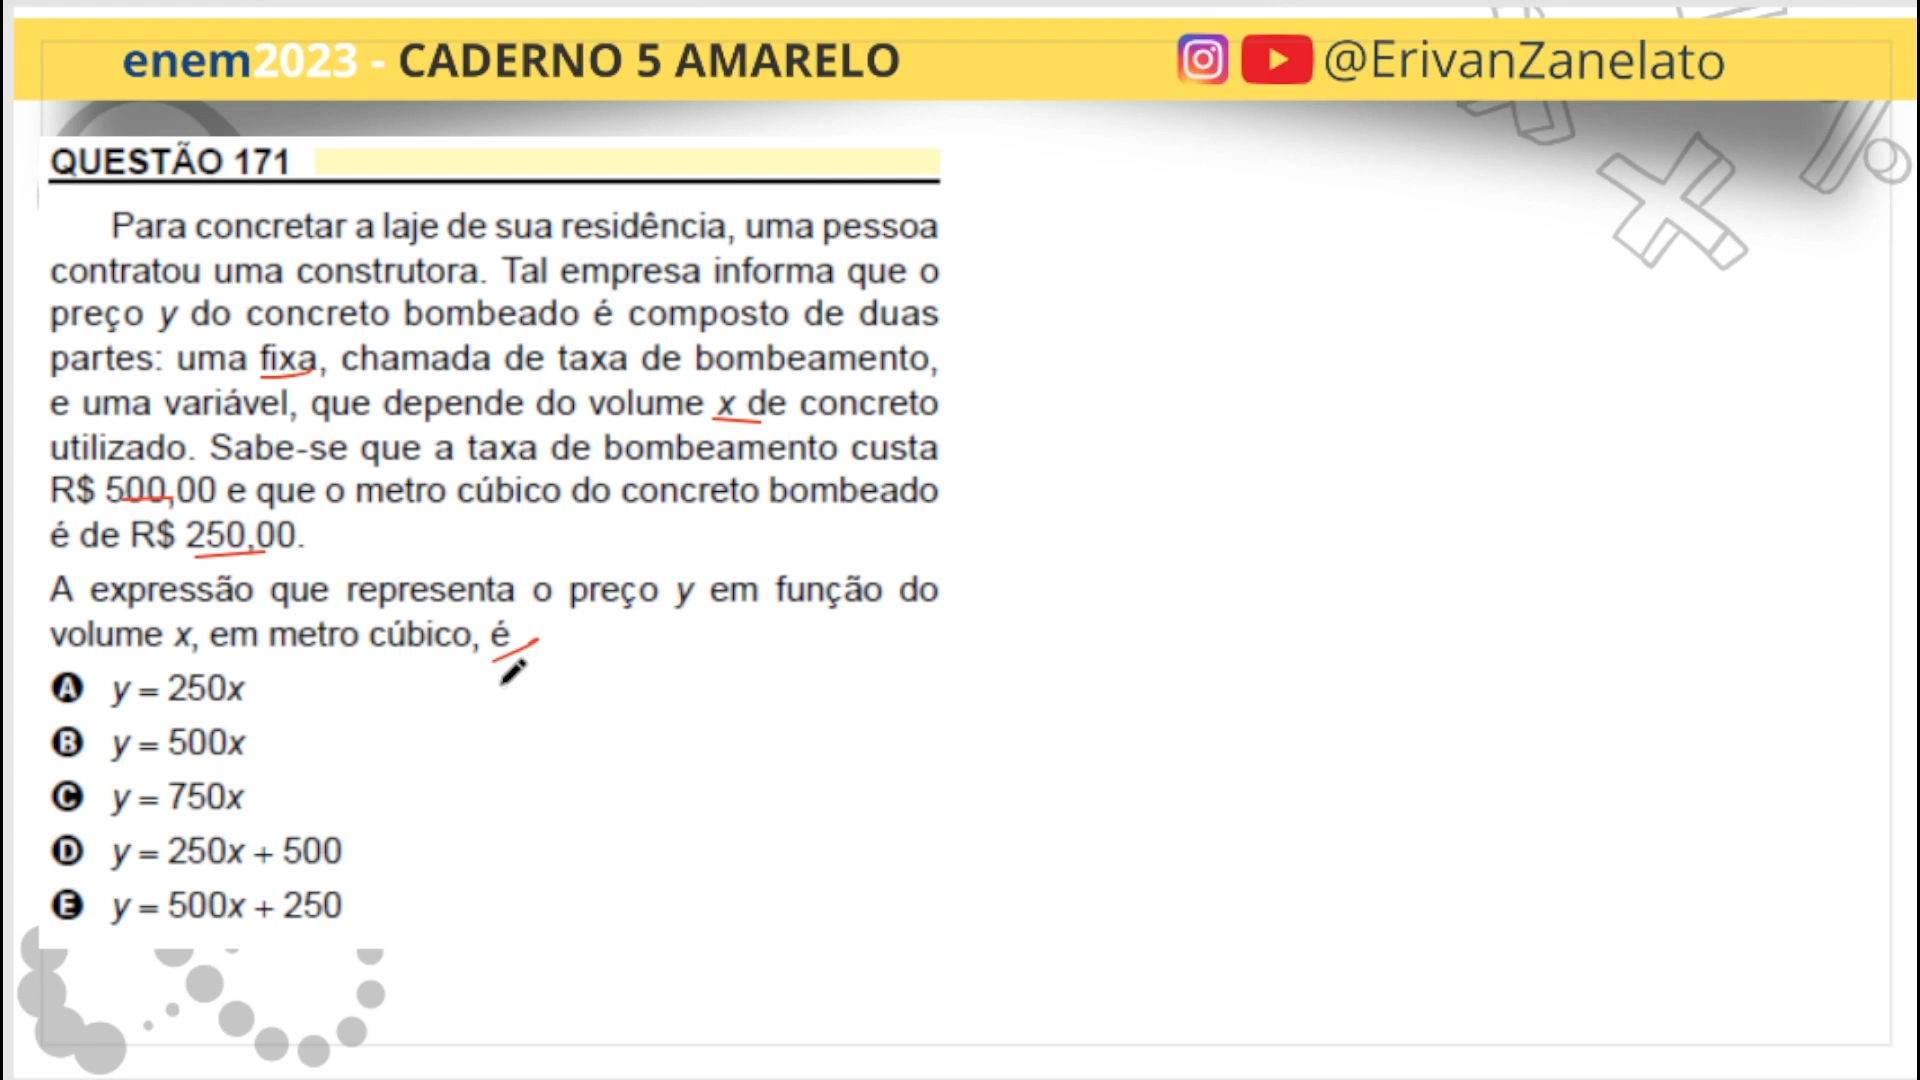 enem2023 - CADERNO 5 AMARELO
@ErivanZanelato
QUESTÃO 171
Para concretar a laje de sua residência, uma pessoa
contratou uma construtora. Tal empresa informa que o
preço y do concreto bombeado é composto de duas
partes: uma fixa, chamada de taxa de bombeamento,
e uma variável, que depende do volume x de concreto
utilizado. Sabe-se que a taxa de bombeamento custa
R$ 500,00 e que o metro cúbico do concreto bombeado
é de R$ 250,00.
A expressão que representa o preço y em função do
volume x, em metro cúbico, é
A y = 250x
B y = 500x
C y = 750x
D y = 250x + 500
E y = 500x + 250